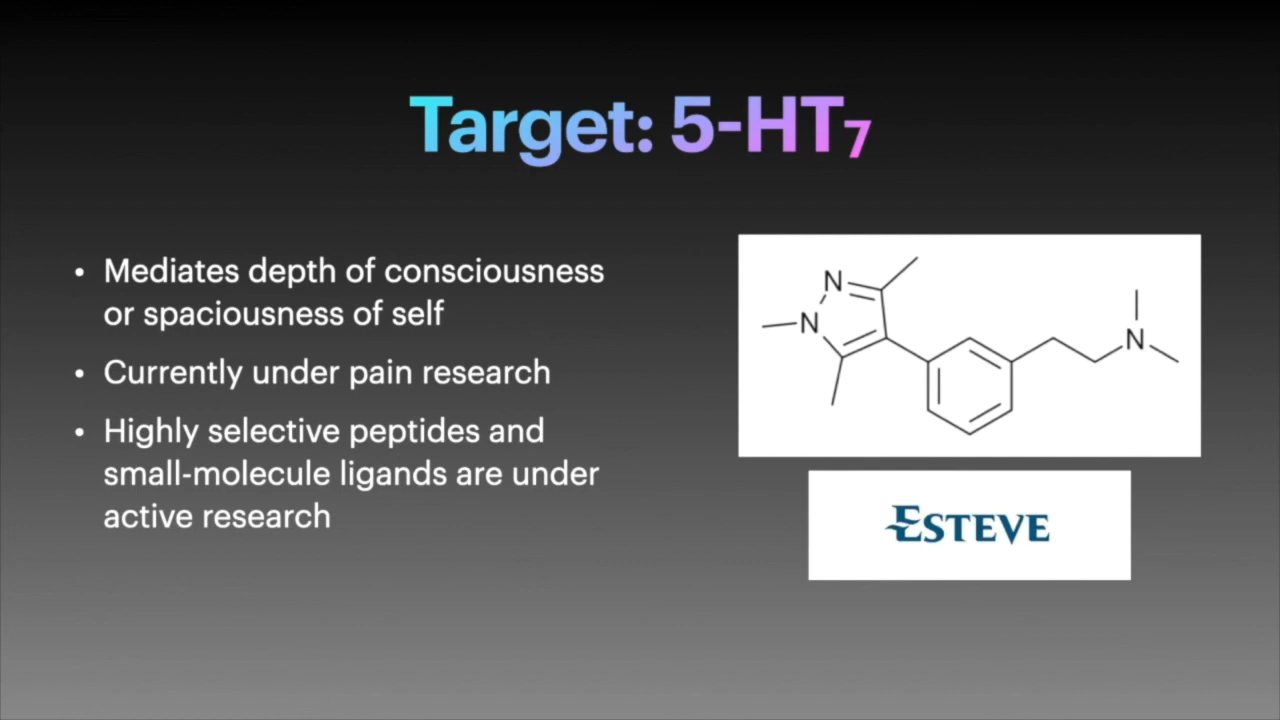 Target: 5-HT₇
• Mediates depth of consciousness
or spaciousness of self
• Currently under pain research
• Highly selective peptides and
small-molecule ligands are under
active research
N
N
N
ESTEVE